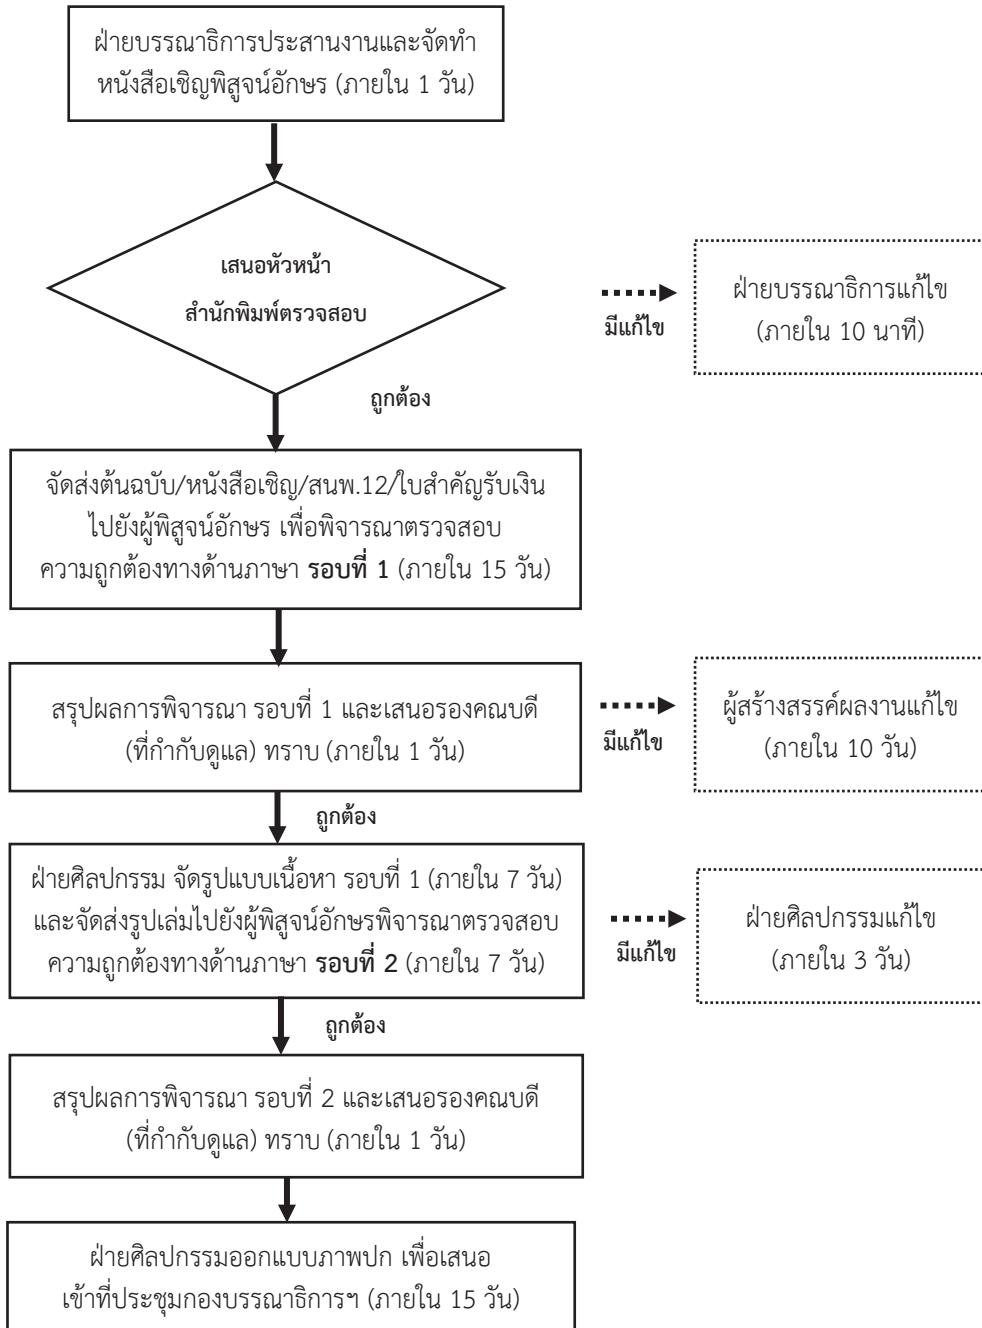 ฝ่ายบรรณาธิการประสานงานและจัดทำ
หนังสือเชิญพิสูจน์อักษร (ภายใน 1 วัน)
เสนอหัวหน้า
สำนักพิมพ์ตรวจสอบ
มีแก้ไข
ฝ่ายบรรณาธิการแก้ไข
(ภายใน 10 นาที)
ถูกต้อง
จัดส่งต้นฉบับ/หนังสือเชิญ/สนพ.12/ใบสำคัญรับเงิน
ไปยังผู้พิสูจน์อักษร เพื่อพิจารณาตรวจสอบ
ความถูกต้องทางด้านภาษา รอบที่ 1 (ภายใน 15 วัน)
สรุปผลการพิจารณา รอบที่ 1 และเสนอรองคณบดี
(ที่กำกับดูแล) ทราบ (ภายใน 1 วัน)
มีแก้ไข
ผู้สร้างสรรค์ผลงานแก้ไข
(ภายใน 10 วัน)
ถูกต้อง
ฝ่ายศิลปกรรม จัดรูปแบบเนื้อหา รอบที่ 1 (ภายใน 7 วัน)
และจัดส่งรูปเล่มไปยังผู้พิสูจน์อักษรพิจารณาตรวจสอบ
ความถูกต้องทางด้านภาษา รอบที่ 2 (ภายใน 7 วัน)
มีแก้ไข
ฝ่ายศิลปกรรมแก้ไข
(ภายใน 3 วัน)
ถูกต้อง
สรุปผลการพิจารณา รอบที่ 2 และเสนอรองคณบดี
(ที่กำกับดูแล) ทราบ (ภายใน 1 วัน)
ฝ่ายศิลปกรรมออกแบบภาพปก เพื่อเสนอ
เข้าที่ประชุมกองบรรณาธิการฯ (ภายใน 15 วัน)